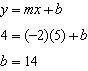 y = mx + b
4 = (−2)(5) + b
b = 14